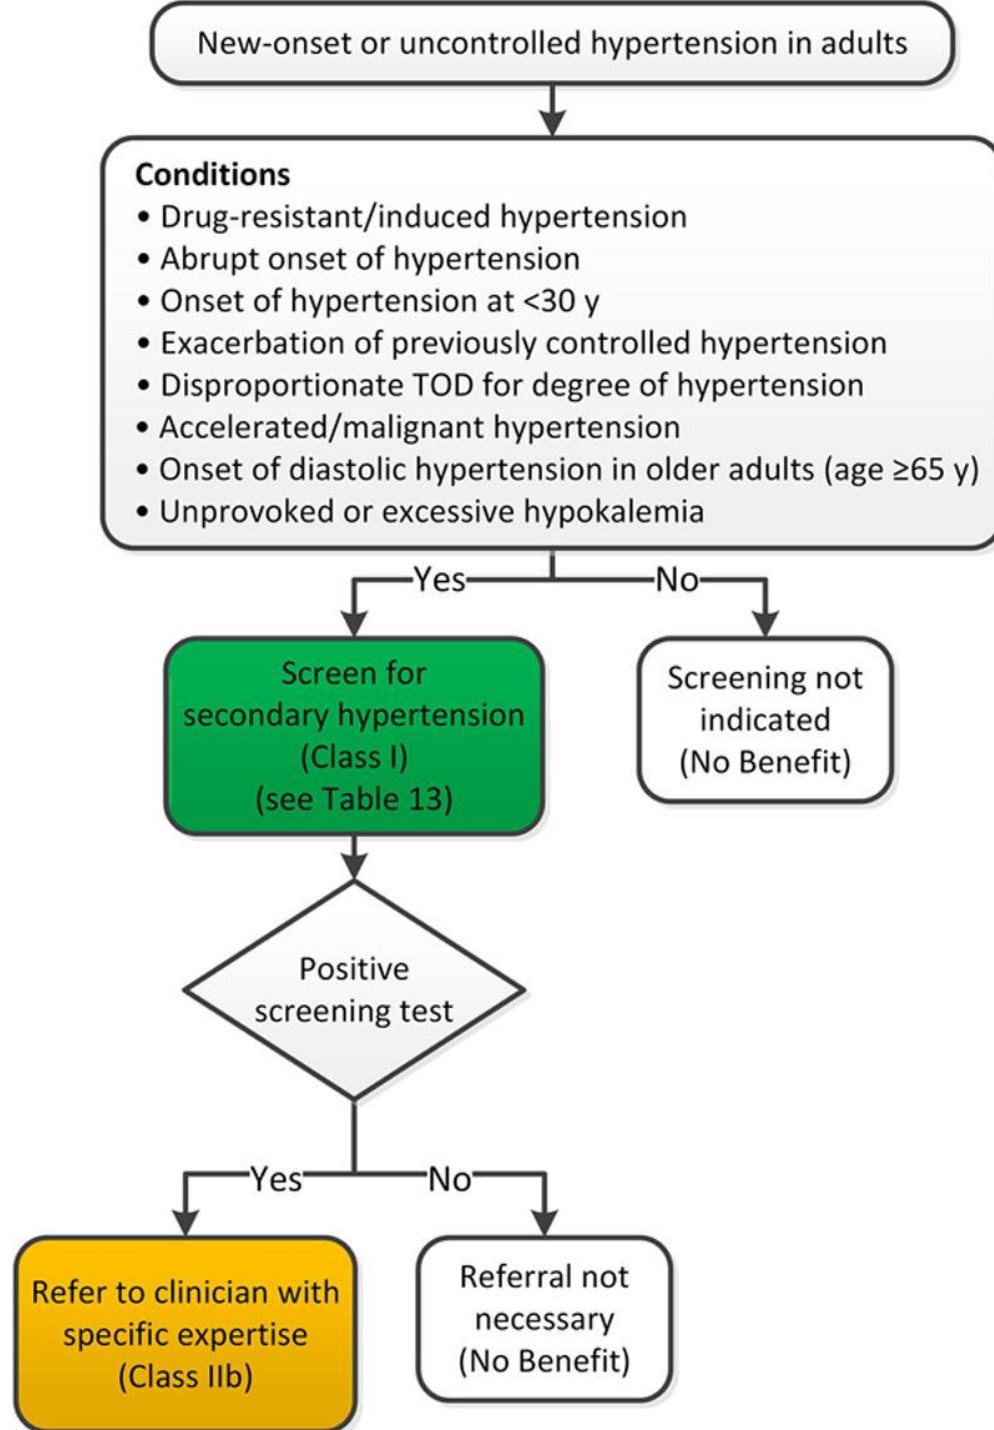 New-onset or uncontrolled hypertension in adults
Conditions
• Drug-resistant/induced hypertension
• Abrupt onset of hypertension
• Onset of hypertension at <30 y
• Exacerbation of previously controlled hypertension
• Disproportionate TOD for degree of hypertension
• Accelerated/malignant hypertension
• Onset of diastolic hypertension in older adults (age ≥65 y)
• Unprovoked or excessive hypokalemia
Yes
No
Screen for
secondary hypertension
(Class I)
(see Table 13)
Screening not
indicated
(No Benefit)
Positive
screening test
Yes
No
Refer to clinician with
specific expertise
(Class IIb)
Referral not
necessary
(No Benefit)